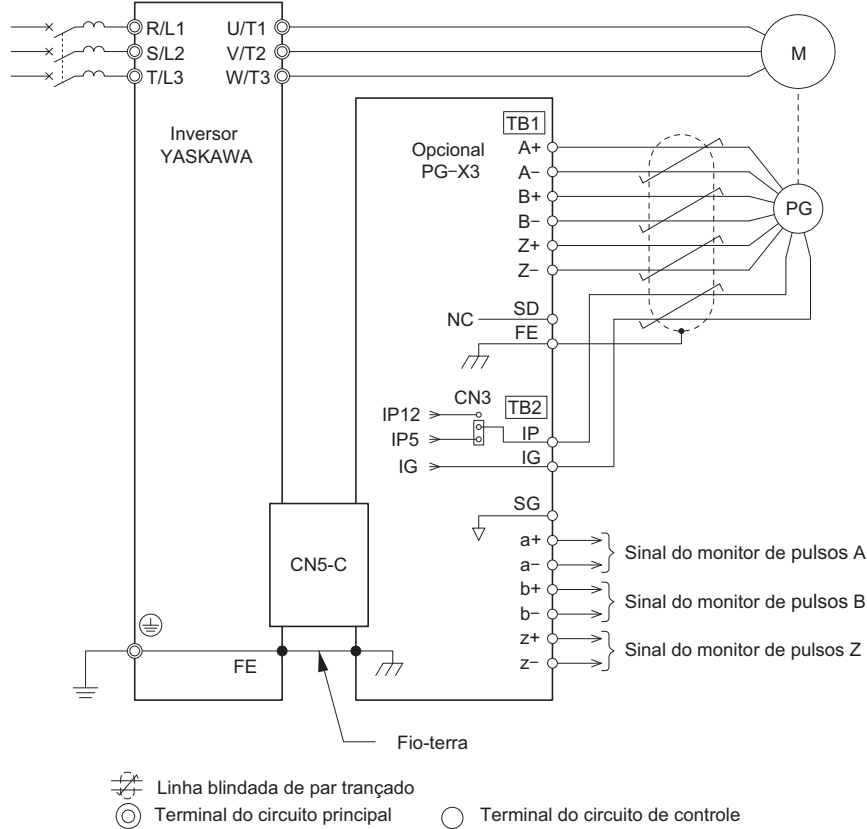 R/L1
U/T1
S/L2
V/T2
T/L3
W/T3
M
Inversor
YASKAWA
Opcional
PG-X3
TB1
A+
A-
B+
B-
Z+
Z-
PG
NC
SD
FE
CN3
TB2
IP12
IP5
IP
IG
IG
SG
a+
a-
Sinal do monitor de pulsos A
b+
b-
Sinal do monitor de pulsos B
z+
z-
Sinal do monitor de pulsos Z
CN5-C
FE
Fio-terra
Linha blindada de par trançado
Terminal do circuito principal
Terminal do circuito de controle